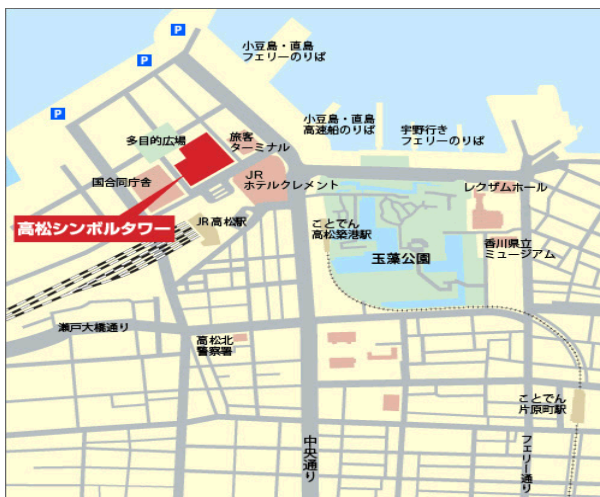 P
P
P
小豆島・直島
フェリーのりば
小豆島・直島
高速船のりば
宇野行き
フェリーのりば
多目的広場
旅客
ターミナル
国合同庁舎
JR
ホテルクレメント
レクザムホール
高松シンボルタワー
JR高松駅
ことでん
高松築港駅
玉藻公園
香川県立
ミュージアム
瀬戸大橋通り
高松北
警察署
ことでん
片原町駅
中央通り
フェリー通り